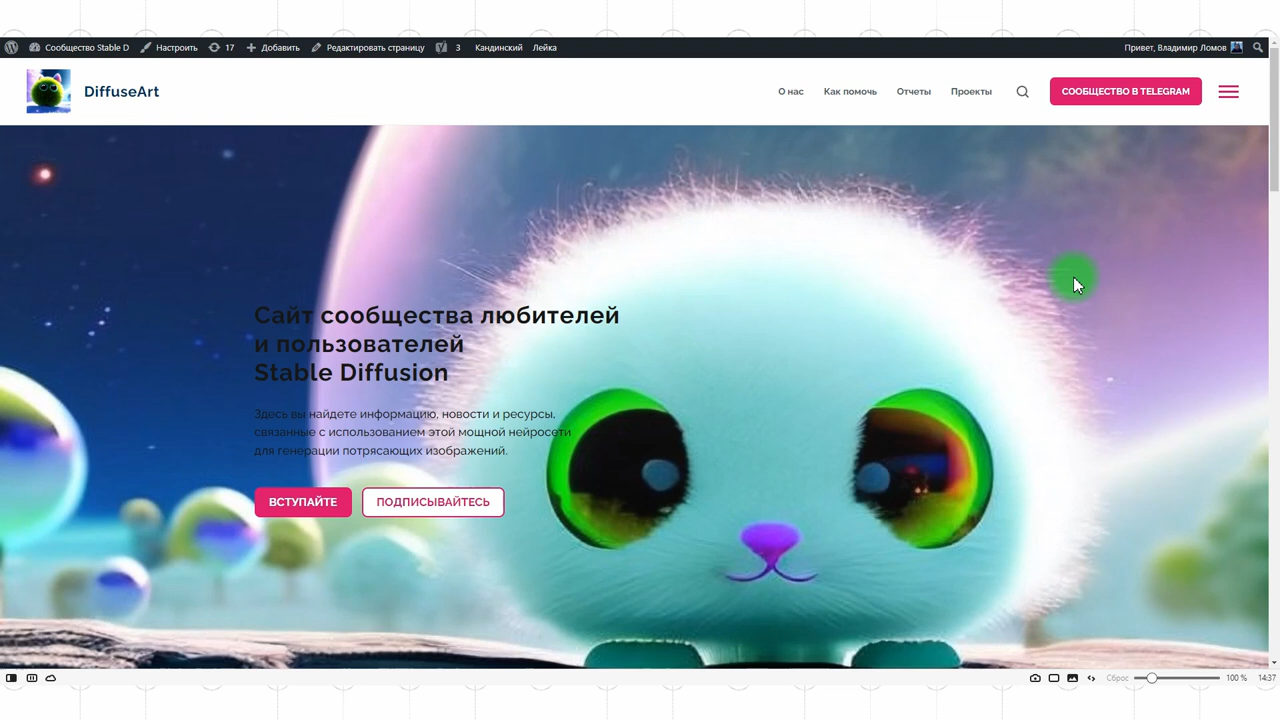 Сообщество Stable D
Настроить
17
Добавить
Редактировать страницу
3
Кандинский
Лейка
Привет, Владимир Ломов
DiffuseArt
О нас
Как помочь
Отчеты
Проекты
СООБЩЕСТВО В TELEGRAM
Сайт сообщества любителей
и пользователей
Stable Diffusion
Здесь вы найдете информацию, новости и ресурсы,
связанные с использованием этой мощной нейросети
для генерации потрясающих изображений.
ВСТУПАЙТЕ
ПОДПИСЫВАЙТЕСЬ
Сброс
100 %
14:37